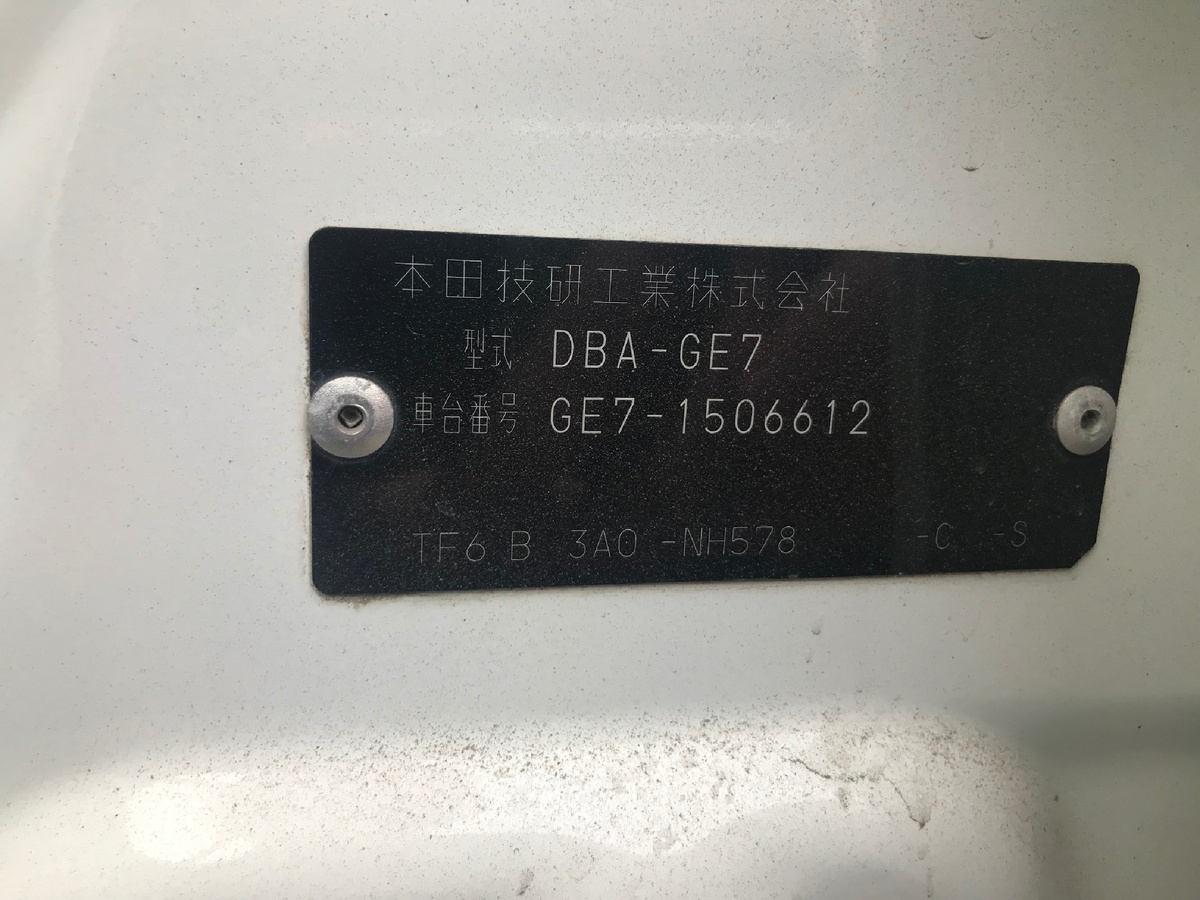 本田技研工業株式会社
型式 DBA-GE7
車台番号 GE7-1506612
TF6 B 3A0 -NH578 -C -S